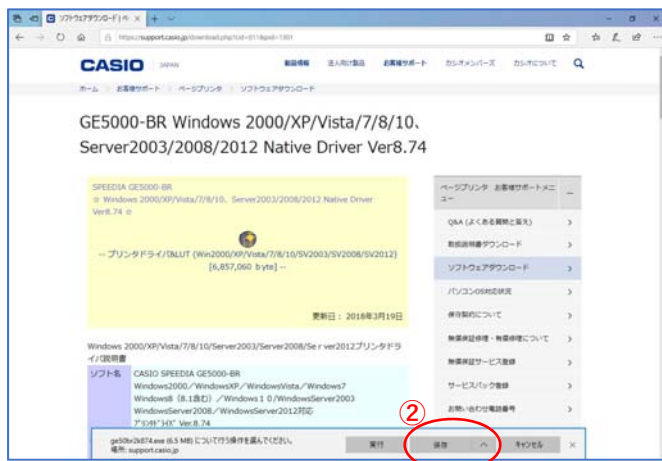 ソフトウェアダウンロード | ペ
https://support.casio.jp/download.php?cid=011&pid=1301
CASIO JAPAN 製品情報 法人向け製品 お客様サポート カシオメンバーズ カシオについて
ホーム お客様サポート ページプリンタ ソフトウェアダウンロード
GE5000-BR Windows 2000/XP/Vista/7/8/10、
Server2003/2008/2012 Native Driver Ver8.74
SPEEDIA GE5000-BR
Windows 2000/XP/Vista/7/8/10、Server2003/2008/2012 Native Driver
Ver8.74
-- プリンタドライバ&LUT (Win2000/XP/Vista/7/8/10/SV2003/SV2008/SV2012)
[6,857,060 byte] --
更新日： 2018年3月19日
ページプリンタ お客様サポートメニ
ュー
Q&A (よくある質問と答え)
取扱説明書ダウンロード
ソフトウェアダウンロード
パソコンOS対応状況
保守契約について
無償保証修理・有償修理について
無償保証サービス登録
サービスパック登録
お問い合わせ電話番号
Windows 2000/XP/Vista/7/8/10/Server2003/Server2008/Server2012プリンタドラ
イバ説明書
ソフト名 CASIO SPEEDIA GE5000-BR
Windows2000／WindowsXP／WindowsVista／Windows7
Windows8（8.1含む）／Windows１０/WindowsServer2003
WindowsServer2008／WindowsServer2012対応
ﾌﾟﾘﾝﾀﾄﾞﾗｲﾊﾞ Ver.8.74
②
ge50br2k874.exe (6.5 MB) について行う操作を選んでください。
場所: support.casio.jp
実行 保存 キャンセル